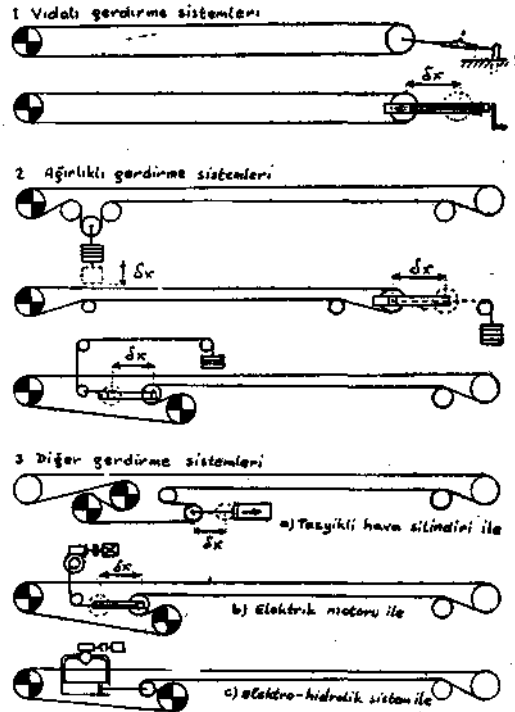 1 Vidalı gerdirme sistemleri
δx
2 Ağırlıklı gerdirme sistemleri
δx
δx
δx
3 Diğer gerdirme sistemleri
δx
a) Tazyikli hava silindiri ile
δx
b) Elektrik motoru ile
c) elektro-hidrolik sistem ile